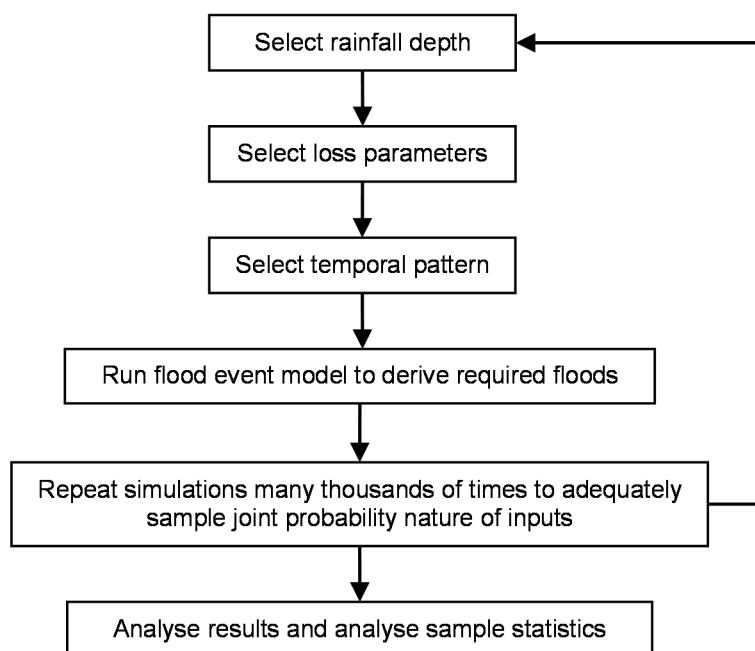 Select rainfall depth
Select loss parameters
Select temporal pattern
Run flood event model to derive required floods
Repeat simulations many thousands of times to adequately
sample joint probability nature of inputs
Analyse results and analyse sample statistics